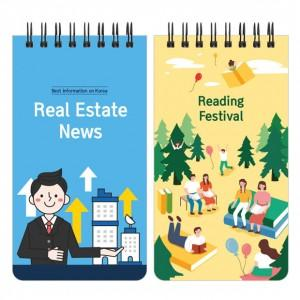 Best Information on Korea
Real Estate
News
Reading
Festival